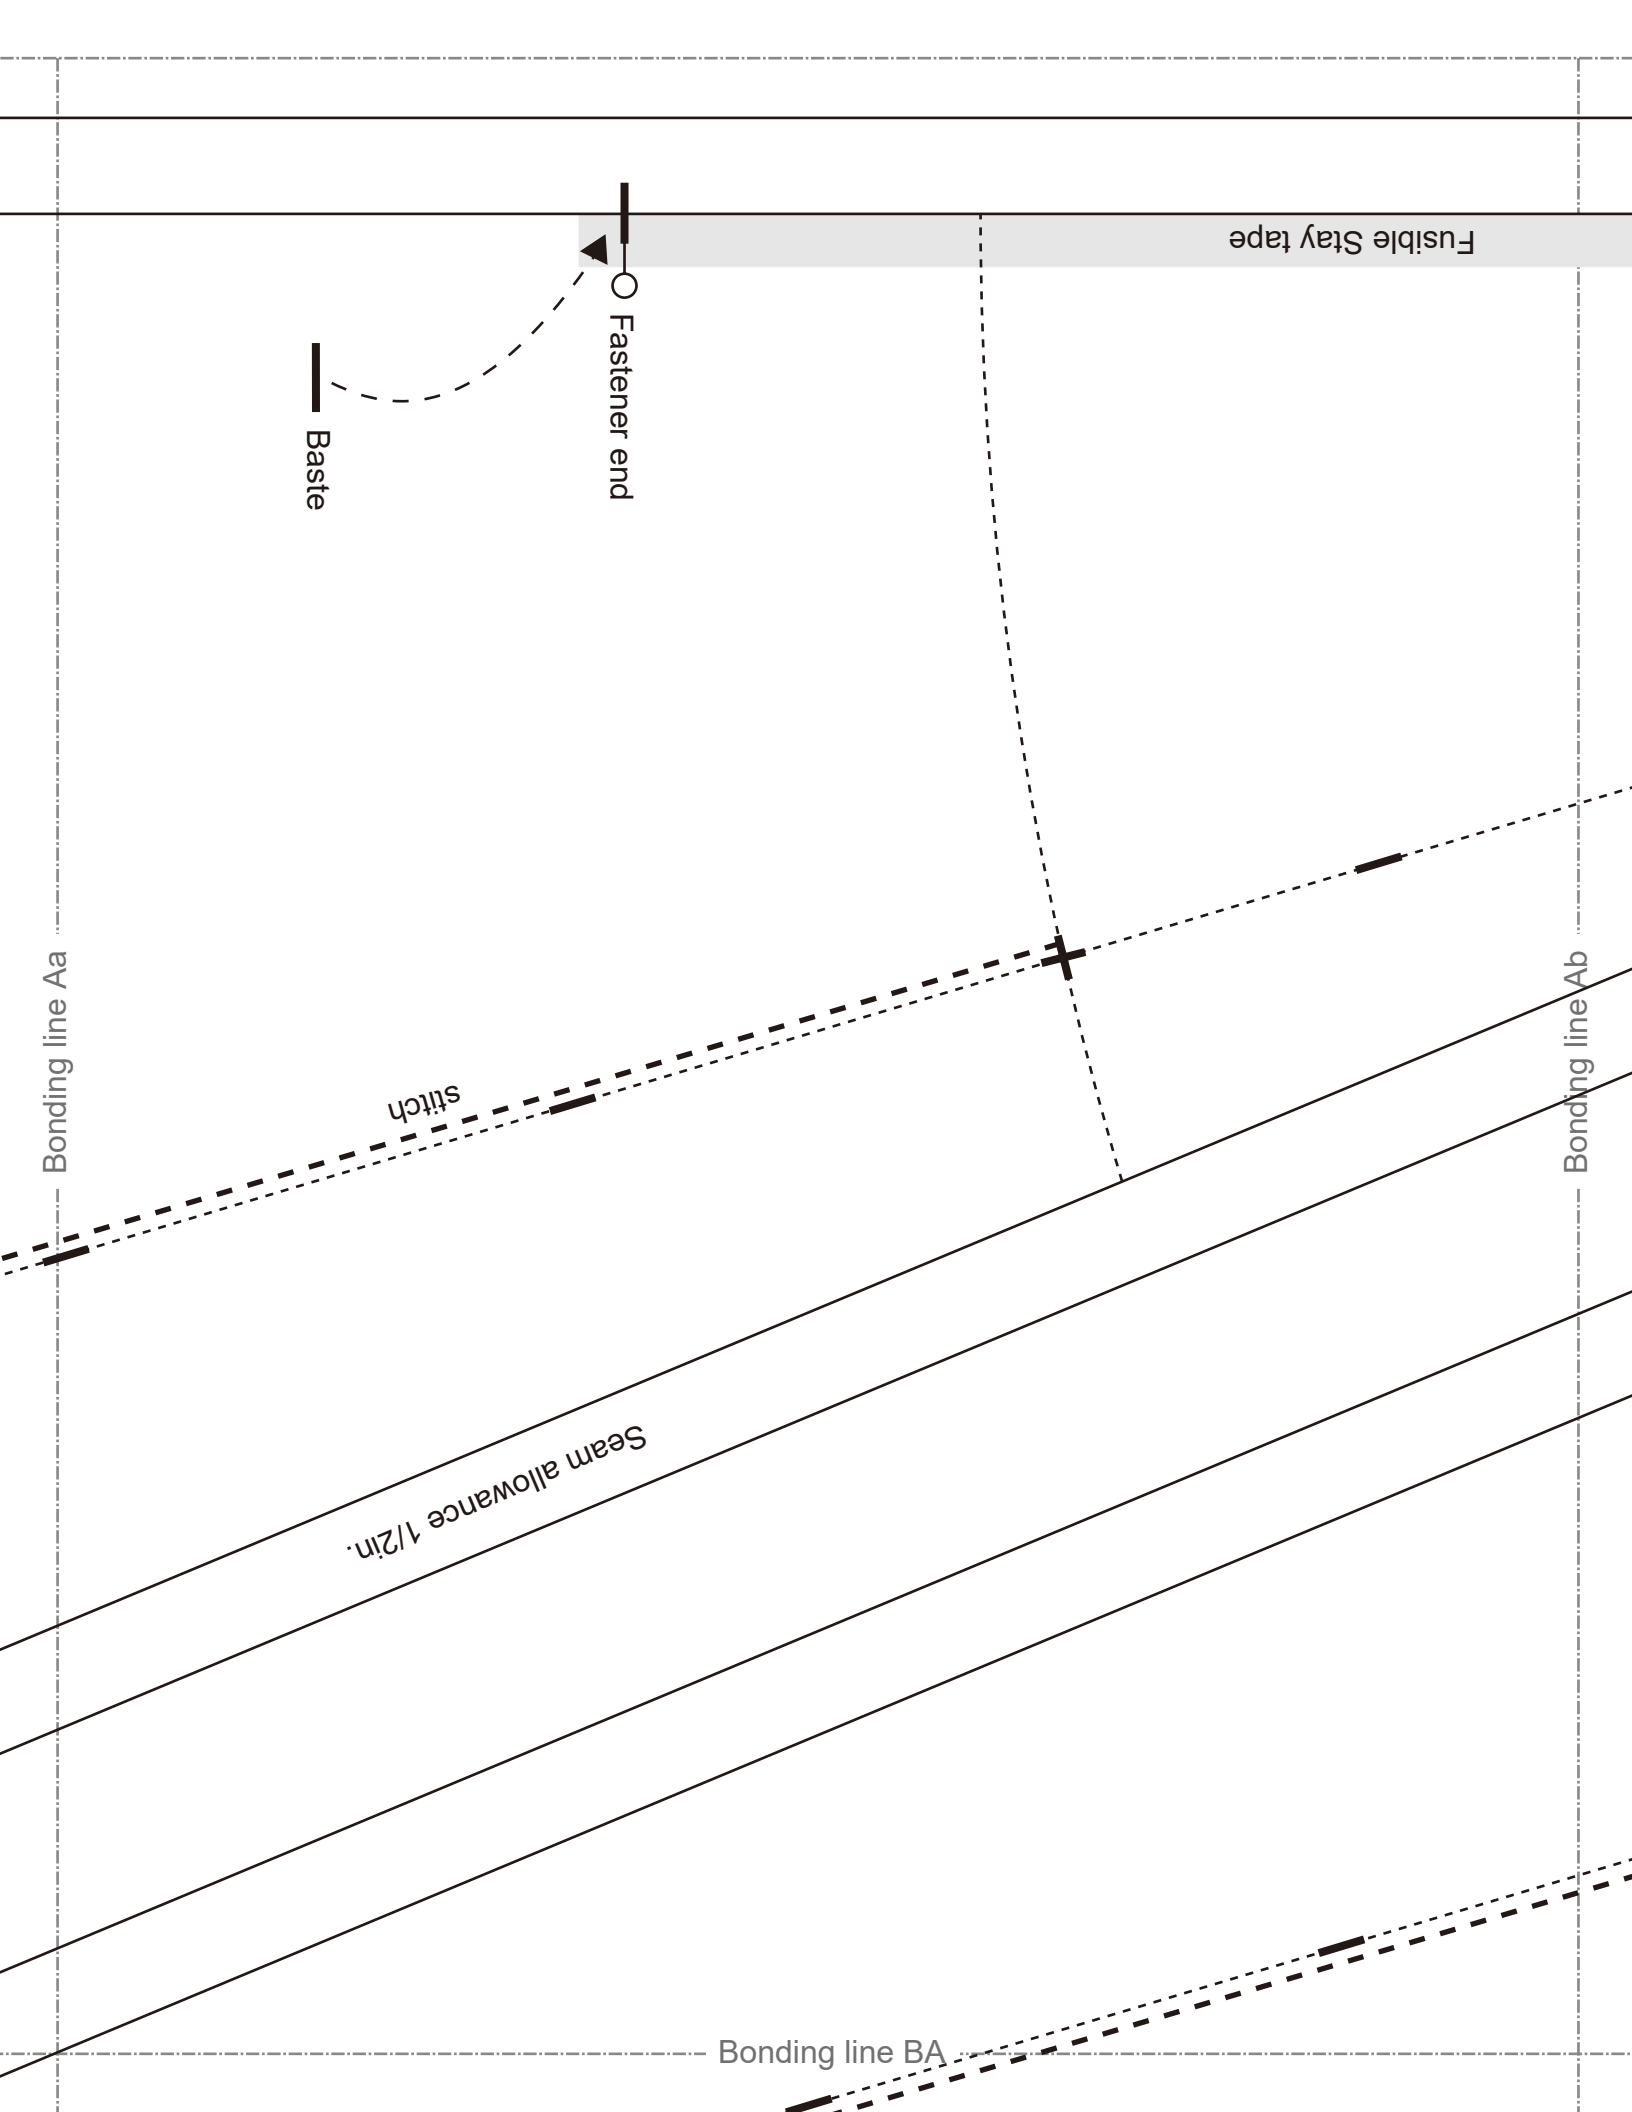 Fusible Stay tape
Fastener end
Baste
Bonding line Aa
Bonding line Ab
stitch
Seam allowance 1/2in.
Bonding line BA